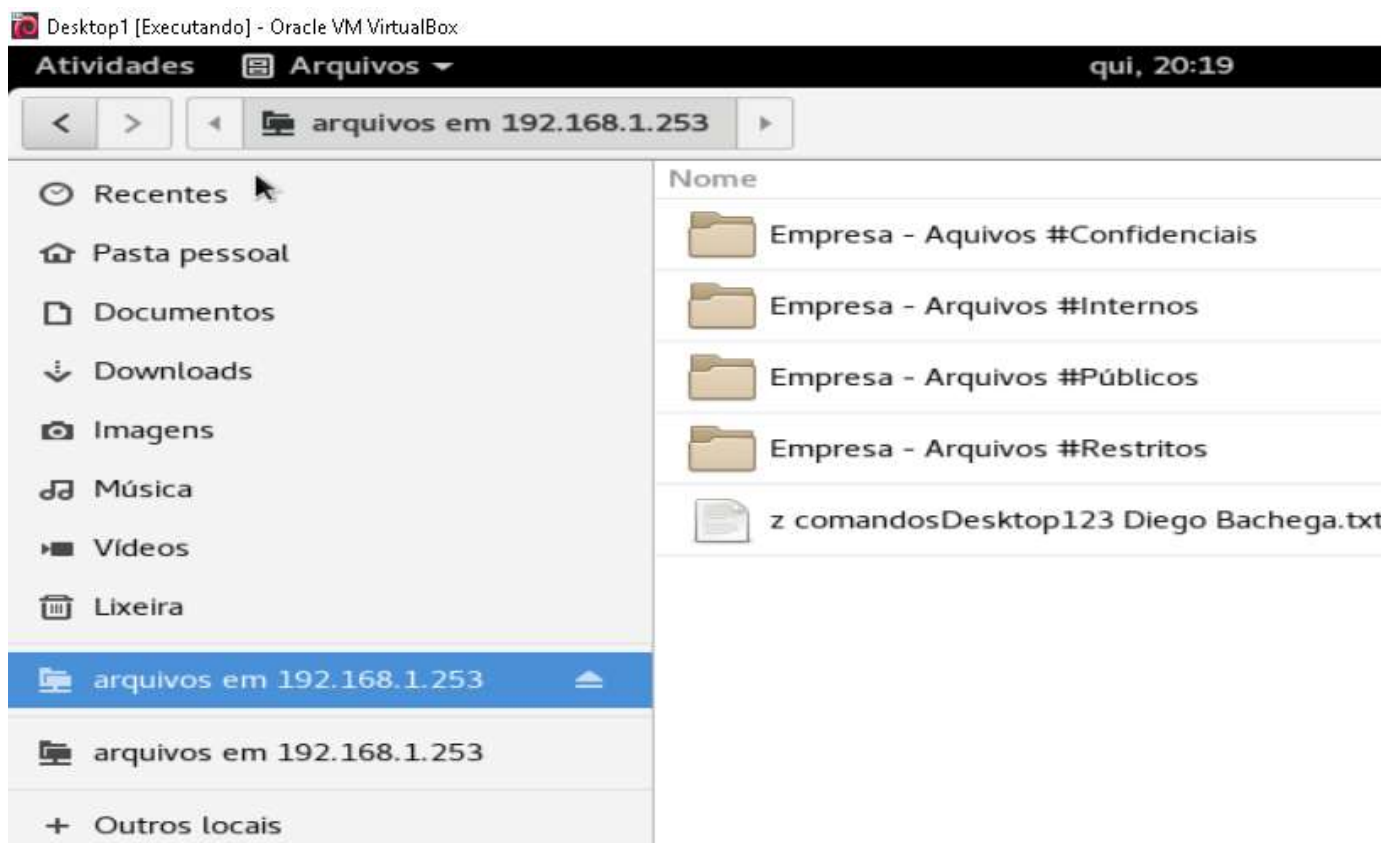 Desktop1 [Executando] - Oracle VM VirtualBox
Atividades Arquivos qui, 20:19
arquivos em 192.168.1.253
Recentes
Pasta pessoal
Documentos
Downloads
Imagens
Música
Vídeos
Lixeira
arquivos em 192.168.1.253
arquivos em 192.168.1.253
+ Outros locais
Nome
Empresa - Aquivos #Confidenciais
Empresa - Arquivos #Internos
Empresa - Arquivos #Públicos
Empresa - Arquivos #Restritos
z comandosDesktop123 Diego Bachega.txt